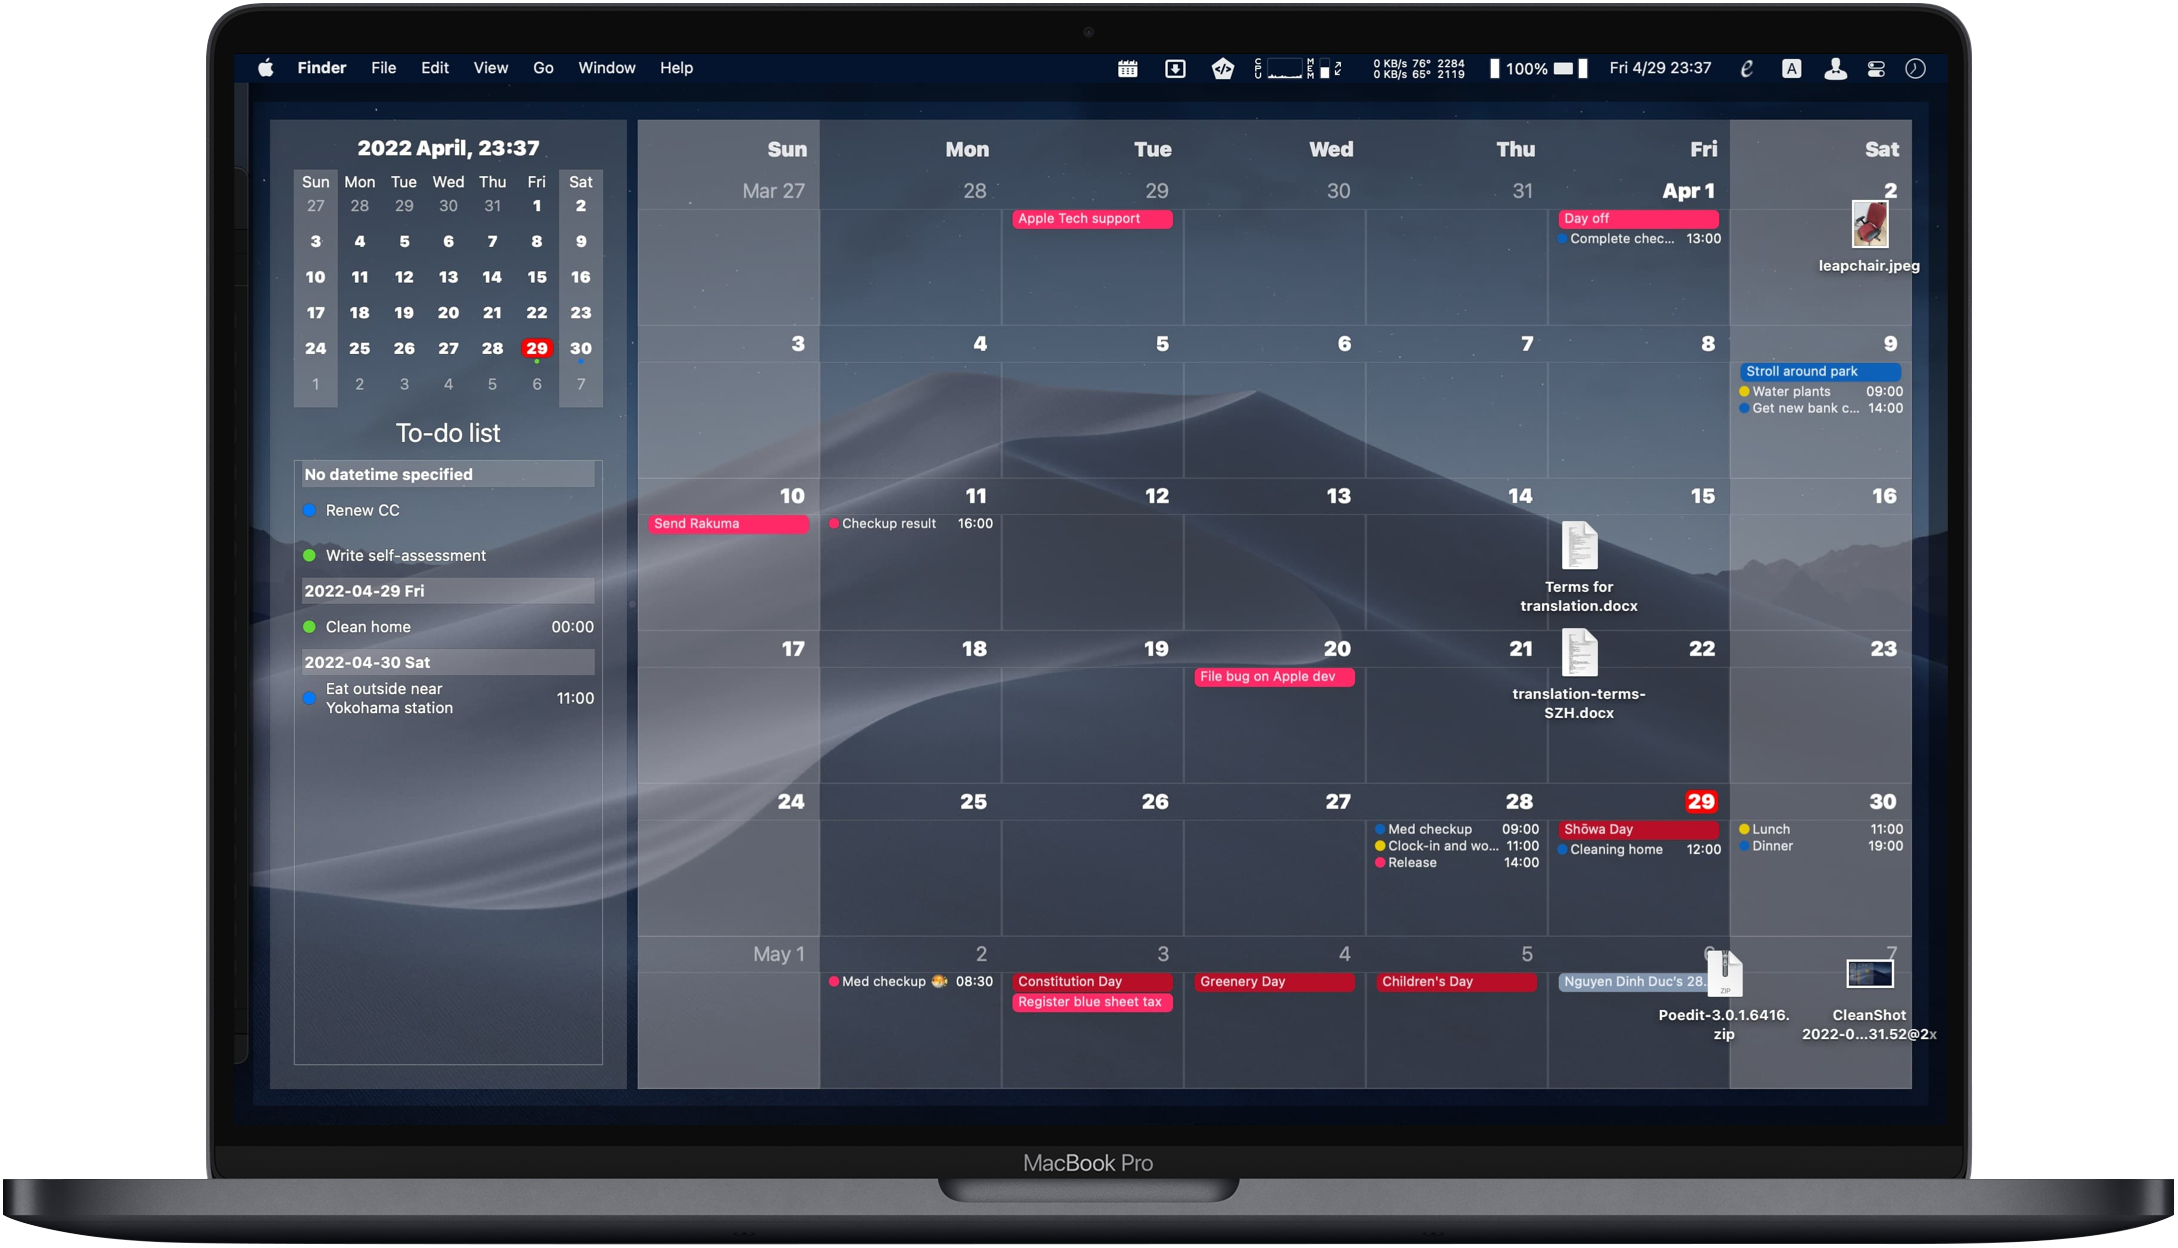 Finder File Edit View Go Window Help
CPU MEM 0 KB/s 76° 2284 100% Fri 4/29 23:37 A
0 KB/s 65° 2119
2022 April, 23:37
Sun Mon Tue Wed Thu Fri Sat
27 28 29 30 31 1 2
3 4 5 6 7 8 9
10 11 12 13 14 15 16
17 18 19 20 21 22 23
24 25 26 27 28 29 30
1 2 3 4 5 6 7
To-do list
No datetime specified
Renew CC
Write self-assessment
2022-04-29 Fri
Clean home 00:00
2022-04-30 Sat
Eat outside near
Yokohama station
11:00
Sun Mon Tue Wed Thu Fri Sat
Mar 27 28 29 30 31 Apr 1 2
Apple Tech support Day off
Complete chec... 13:00
leapchair.jpeg
3 4 5 6 7 8 9
Stroll around park
Water plants 09:00
Get new bank c... 14:00
10 11 12 13 14 15 16
Send Rakuma Checkup result 16:00
Terms for
translation.docx
17 18 19 20 21 22 23
File bug on Apple dev
translation-terms-
SZH.docx
24 25 26 27 28 29 30
Med checkup 09:00 Shōwa Day Lunch 11:00
Clock-in and wo... 11:00 Cleaning home 12:00 Dinner 19:00
Release 14:00
May 1 2 3 4 5 6 7
Med checkup 08:30 Constitution Day Greenery Day Children's Day Nguyen Dinh Duc's 28.
Register blue sheet tax
ZIP
Poedit-3.0.1.6416.
zip
CleanShot
2022-0...31.52@2x
MacBook Pro